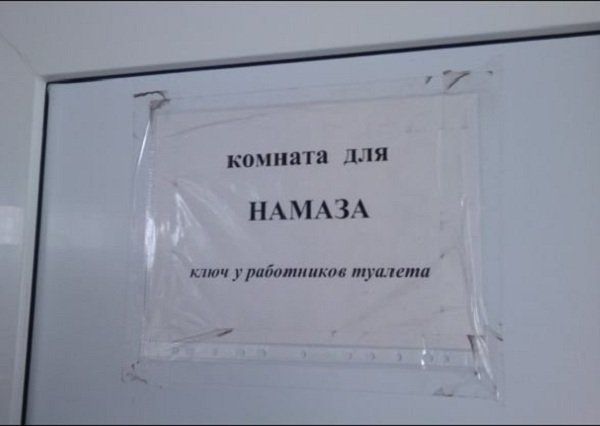 комната для
НАМАЗА
ключ у работников туалета